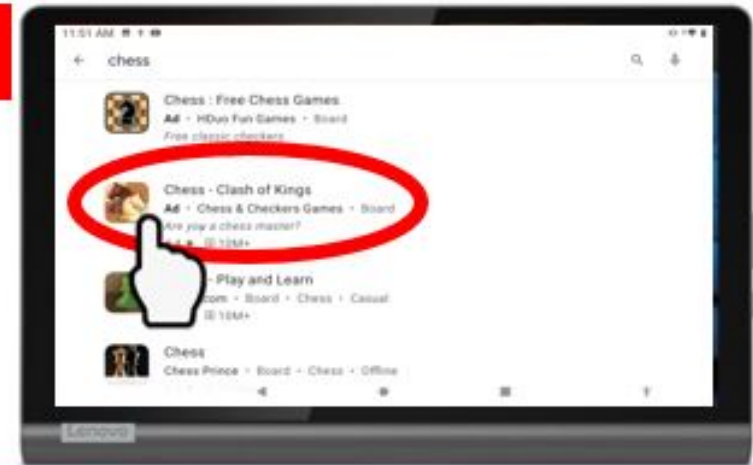 11:51 AM
chess
Chess : Free Chess Games
Ad • HDuo Fun Games • Board
Free classic checkers
Chess - Clash of Kings
Ad • Chess & Checkers Games • Board
Are you a chess master?
10M+
- Play and Learn
com • Board • Chess • Casual
10M+
Chess
Chess Prince • Board • Chess • Offline
Lenovo